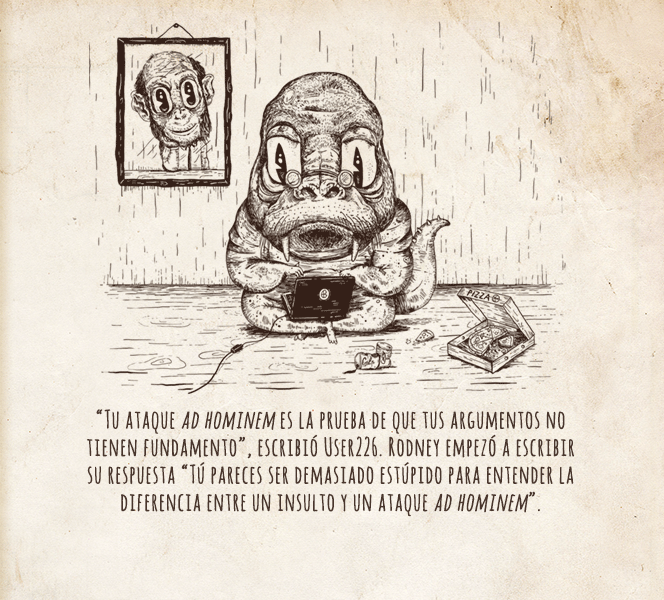 PIZZA
“Tu ataque ad hominem es la prueba de que tus argumentos no
tienen fundamento”, escribió User226. Rodney empezó a escribir
su respuesta “Tú pareces ser demasiado estúpido para entender la
diferencia entre un insulto y un ataque ad hominem”.